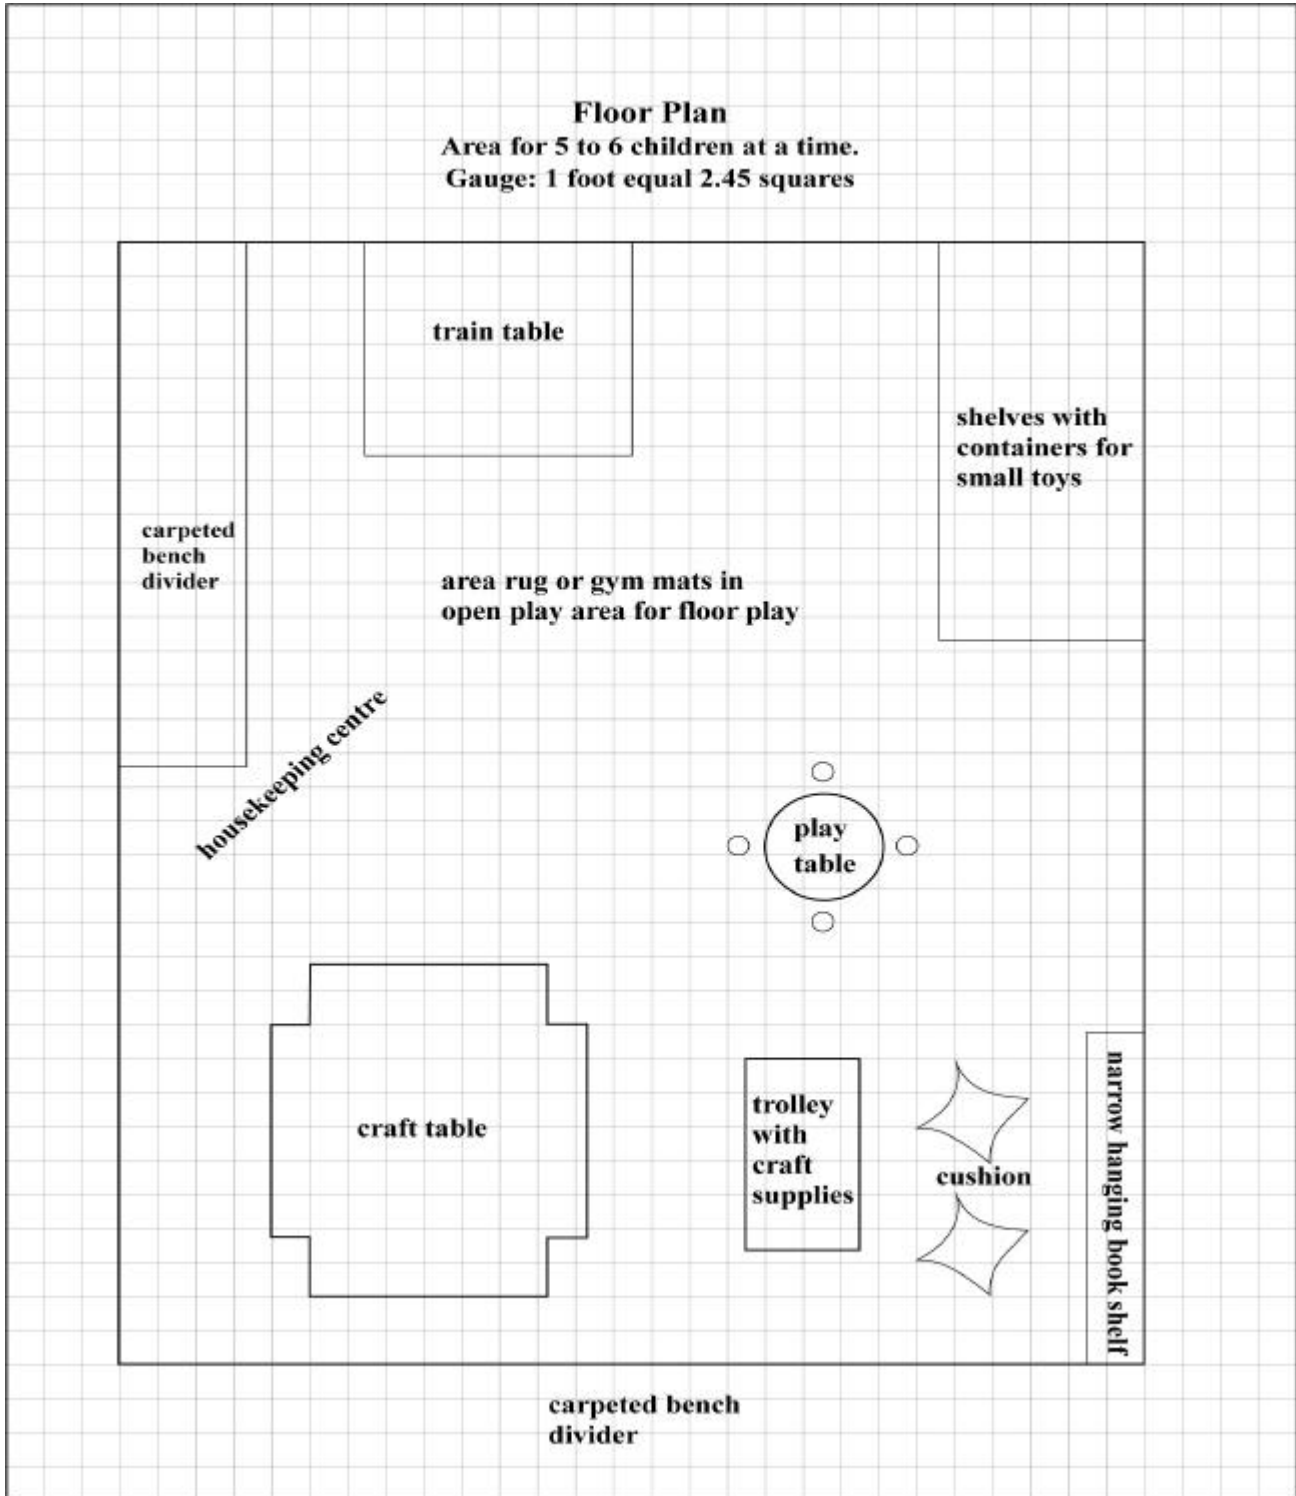 Floor Plan
Area for 5 to 6 children at a time.
Gauge: 1 foot equal 2.45 squares
train table
shelves with
containers for
small toys
carpeted
bench
divider
area rug or gym mats in
open play area for floor play
housekeeping centre
play
table
craft table
trolley
with
craft
supplies
cushion
narrow hanging book shelf
carpeted bench
divider